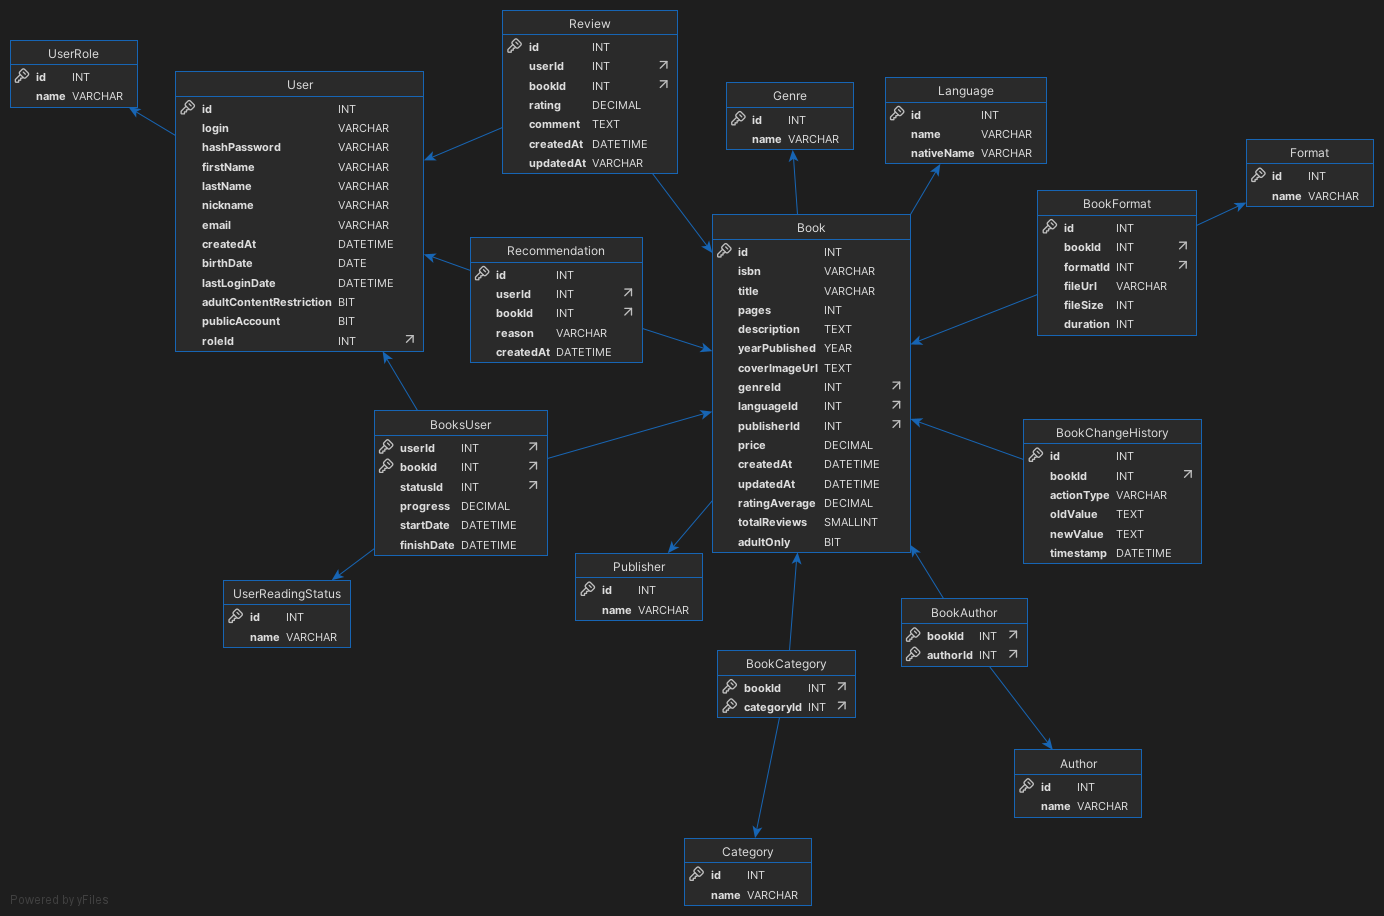 UserRole
id INT
name VARCHAR
User
id INT
login VARCHAR
hashPassword VARCHAR
firstName VARCHAR
lastName VARCHAR
nickname VARCHAR
email VARCHAR
createdAt DATETIME
birthDate DATE
lastLoginDate DATETIME
adultContentRestriction BIT
publicAccount BIT
roleId INT
Review
id INT
userId INT
bookId INT
rating DECIMAL
comment TEXT
createdAt DATETIME
updatedAt VARCHAR
Genre
id INT
name VARCHAR
Language
id INT
name VARCHAR
nativeName VARCHAR
Format
id INT
name VARCHAR
BookFormat
id INT
bookId INT
formatId INT
fileUrl VARCHAR
fileSize INT
duration INT
Recommendation
id INT
userId INT
bookId INT
reason VARCHAR
createdAt DATETIME
Book
id INT
isbn VARCHAR
title VARCHAR
pages INT
description TEXT
yearPublished YEAR
coverImageUrl TEXT
genreId INT
languageId INT
publisherId INT
price DECIMAL
createdAt DATETIME
updatedAt DATETIME
ratingAverage DECIMAL
totalReviews SMALLINT
adultOnly BIT
BooksUser
userId INT
bookId INT
statusId INT
progress DECIMAL
startDate DATETIME
finishDate DATETIME
BookChangeHistory
id INT
bookId INT
actionType VARCHAR
oldValue TEXT
newValue TEXT
timestamp DATETIME
UserReadingStatus
id INT
name VARCHAR
Publisher
id INT
name VARCHAR
BookAuthor
bookId INT
authorId INT
BookCategory
bookId INT
categoryId INT
Author
id INT
name VARCHAR
Category
id INT
name VARCHAR
Powered by yFiles